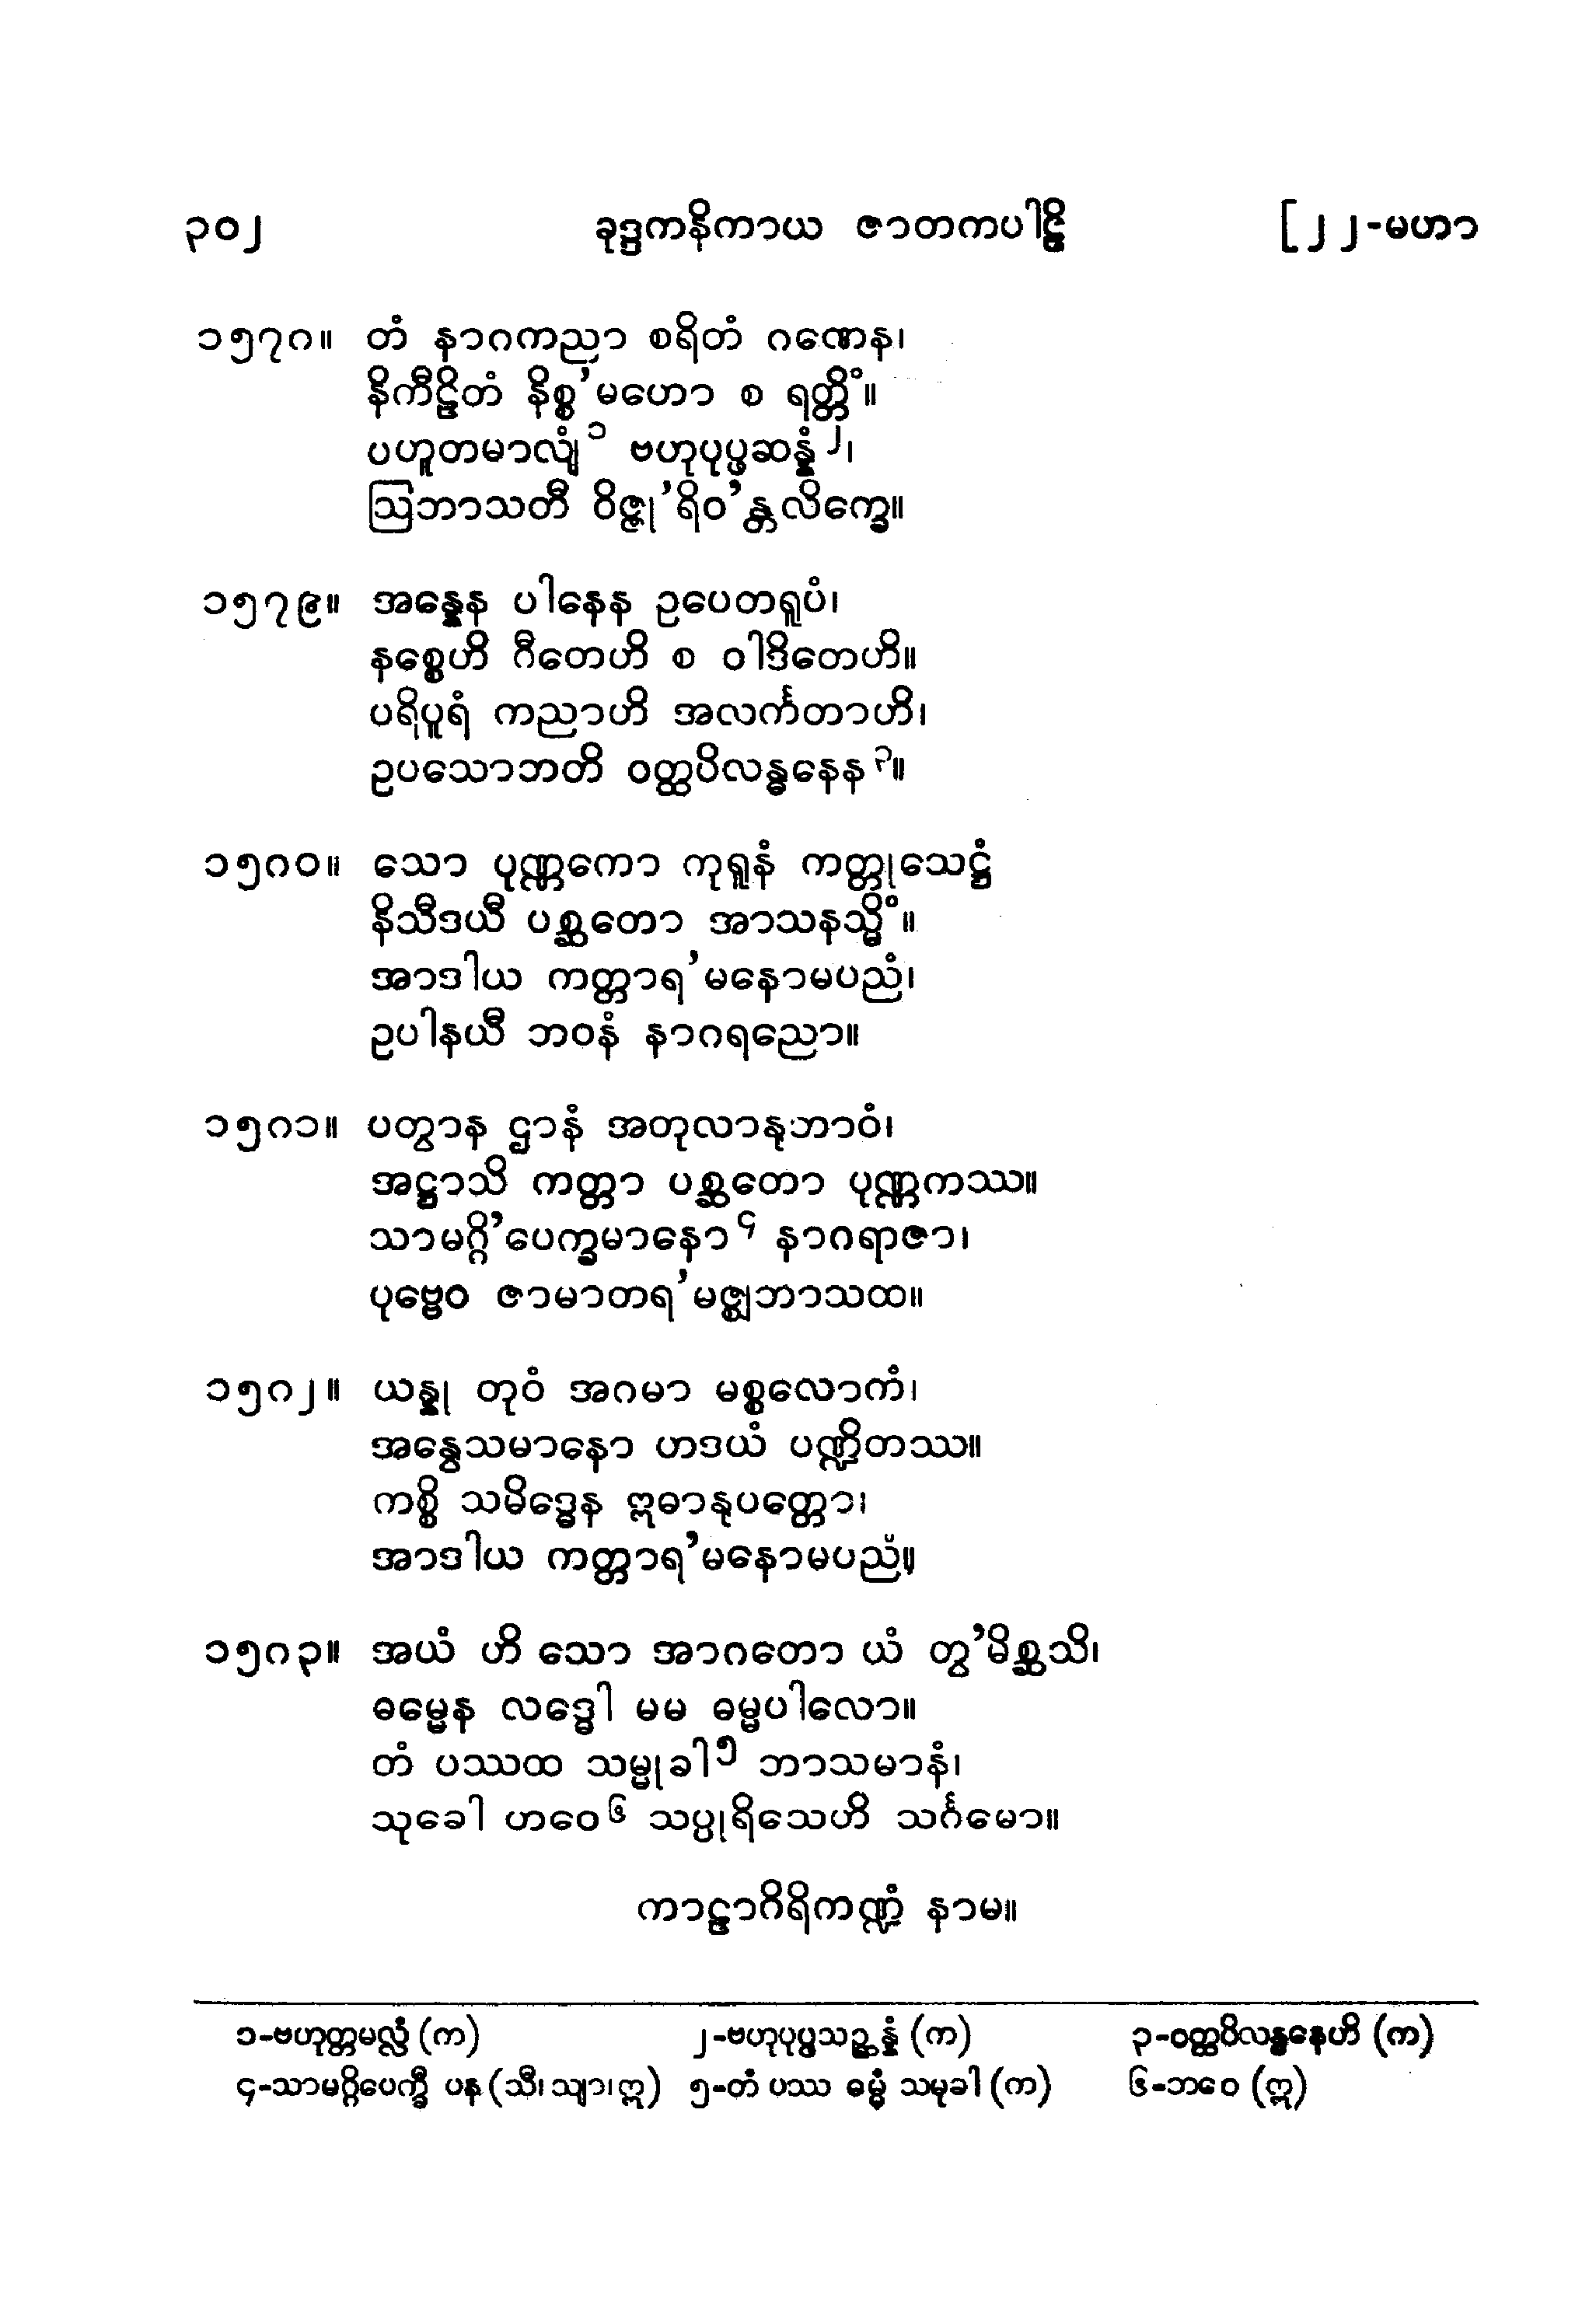 ၃၀၂ ခုဒ္ဒကနိကာယ ဇာတကပါဠိ [၂၂-မဟာ
၁၅၇၈။ တံ နာဂကညာ စရိတံ ဂဏေန၊
နိကီဠိတံ နိစ္စ’မဟော စ ရတ္တိံ။
ပဟူတမာလျံ၁ ဗဟုပုပ္ဖဆန္နံ၂၊
ဩဘာသတီ ဝိဇ္ဇု’ရိဝ’န္တလိက္ခေ။
၁၅၇၉။ အန္နေန ပါနေန ဥပေတရူပံ၊
နစ္စေဟိ ဂီတေဟိ စ ဝါဒိတေဟိ။
ပရိပူရံ ကညာဟိ အလင်္ကတာဟိ၊
ဥပသောဘတိ ဝတ္ထပိလန္ဓနေန၃။
၁၅၈၀။ သော ပုဏ္ဏကော ကုရူနံ ကတ္တုသေဋ္ဌံ
နိသီဒယီ ပစ္ဆတော အာသနသ္မိံ။
အာဒါယ ကတ္တာရ’မနောမပညံ၊
ဥပါနယီ ဘဝနံ နာဂရညော။
၁၅၈၁။ ပတွာန ဌာနံ အတုလာနုဘာဝံ၊
အဋ္ဌာသိ ကတ္တာ ပစ္ဆတော ပုဏ္ဏကဿ။
သာမဂ္ဂိ’ပေက္ခမာနော၄ နာဂရာဇာ၊
ပုဗ္ဗေဝ ဇာမာတရ’မဇ္ဈဘာသထ။
၁၅၈၂။ ယန္နု တုဝံ အဂမာ မစ္စလောကံ၊
အန္ွေသမာနော ဟဒယံ ပဏ္ဍိတဿ။
ကစ္စိ သမိဒ္ဓေန ဣဓာနုပတ္တော၊
အာဒါယ ကတ္တာရ’မနောမပညံ။
၁၅၈၃။ အယံ ဟိ သော အာဂတော ယံ တွ’မိစ္ဆသိ၊
ဓမ္မေန လဒ္ဓေါ မမ ဓမ္မပါလော။
တံ ပဿထ သမ္မုခါ၅ ဘာသမာနံ၊
သုခေါ ဟဝေ၆ သပ္ပုရိသေဟိ သင်္ဂမော။
ကာဠာဂိရိကဏ္ဍံ နာမ။
၁-ဗဟုတ္တမလ္လံ (က) ၂-ဗဟုပုပ္ဖသဉ္ဆန္နံ (က) ၃-ဝတ္ထဝိလန္ဓနေဟိ (က)
၄-သာမဂ္ဂိပေက္ခီ ပန (သီ၊ သျာ၊ ဣ) ၅-တံ ပဿ ဓမ္မံ သမုခါ (က) ၆-ဘဝေ (ဣ)